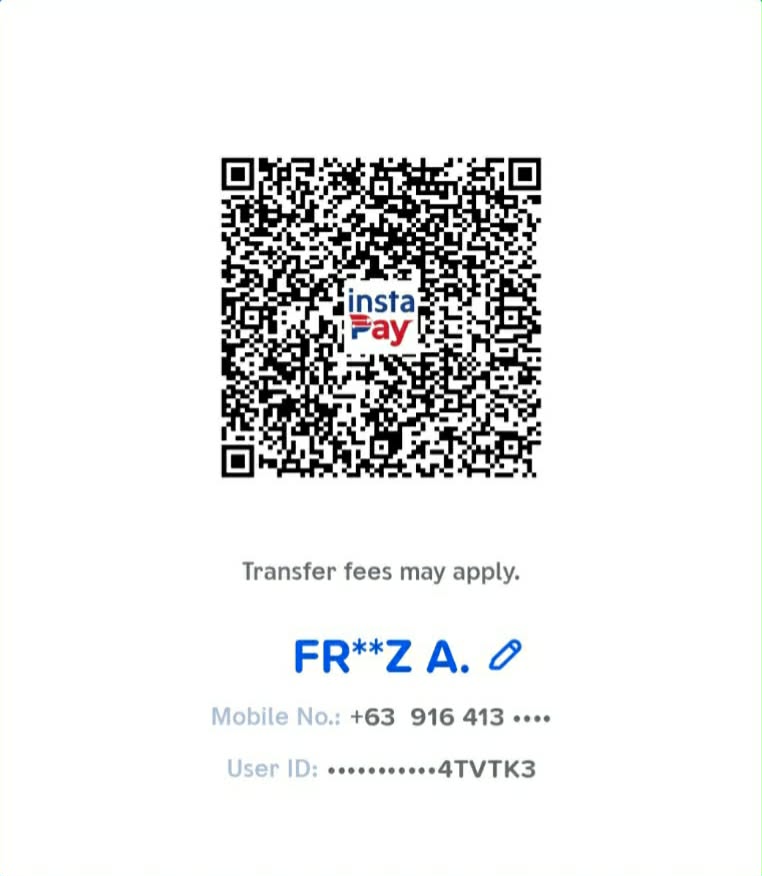 insta
Pay
Transfer fees may apply.
FR**Z A.
Mobile No.: +63 916 413 ••••
User ID: •••••••••••4TVTK3